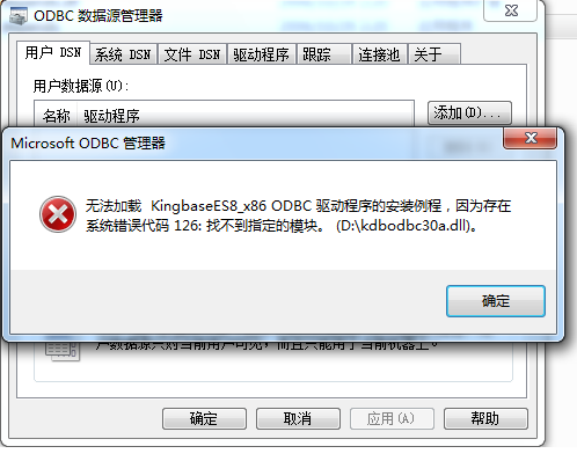 ODBC 数据源管理器
用户 DSN 系统 DSN 文件 DSN 驱动程序 跟踪 连接池 关于
用户数据源(U):
名称 驱动程序 添加(D)...
Microsoft ODBC 管理器
无法加载 KingbaseES8_x86 ODBC 驱动程序的安装例程，因为存在
系统错误代码 126: 找不到指定的模块。 (D:\kdbodbc30a.dll)。
确定
户数据源只对当前用户可见，而且只能用于当前机器上。
确定 取消 应用(A) 帮助